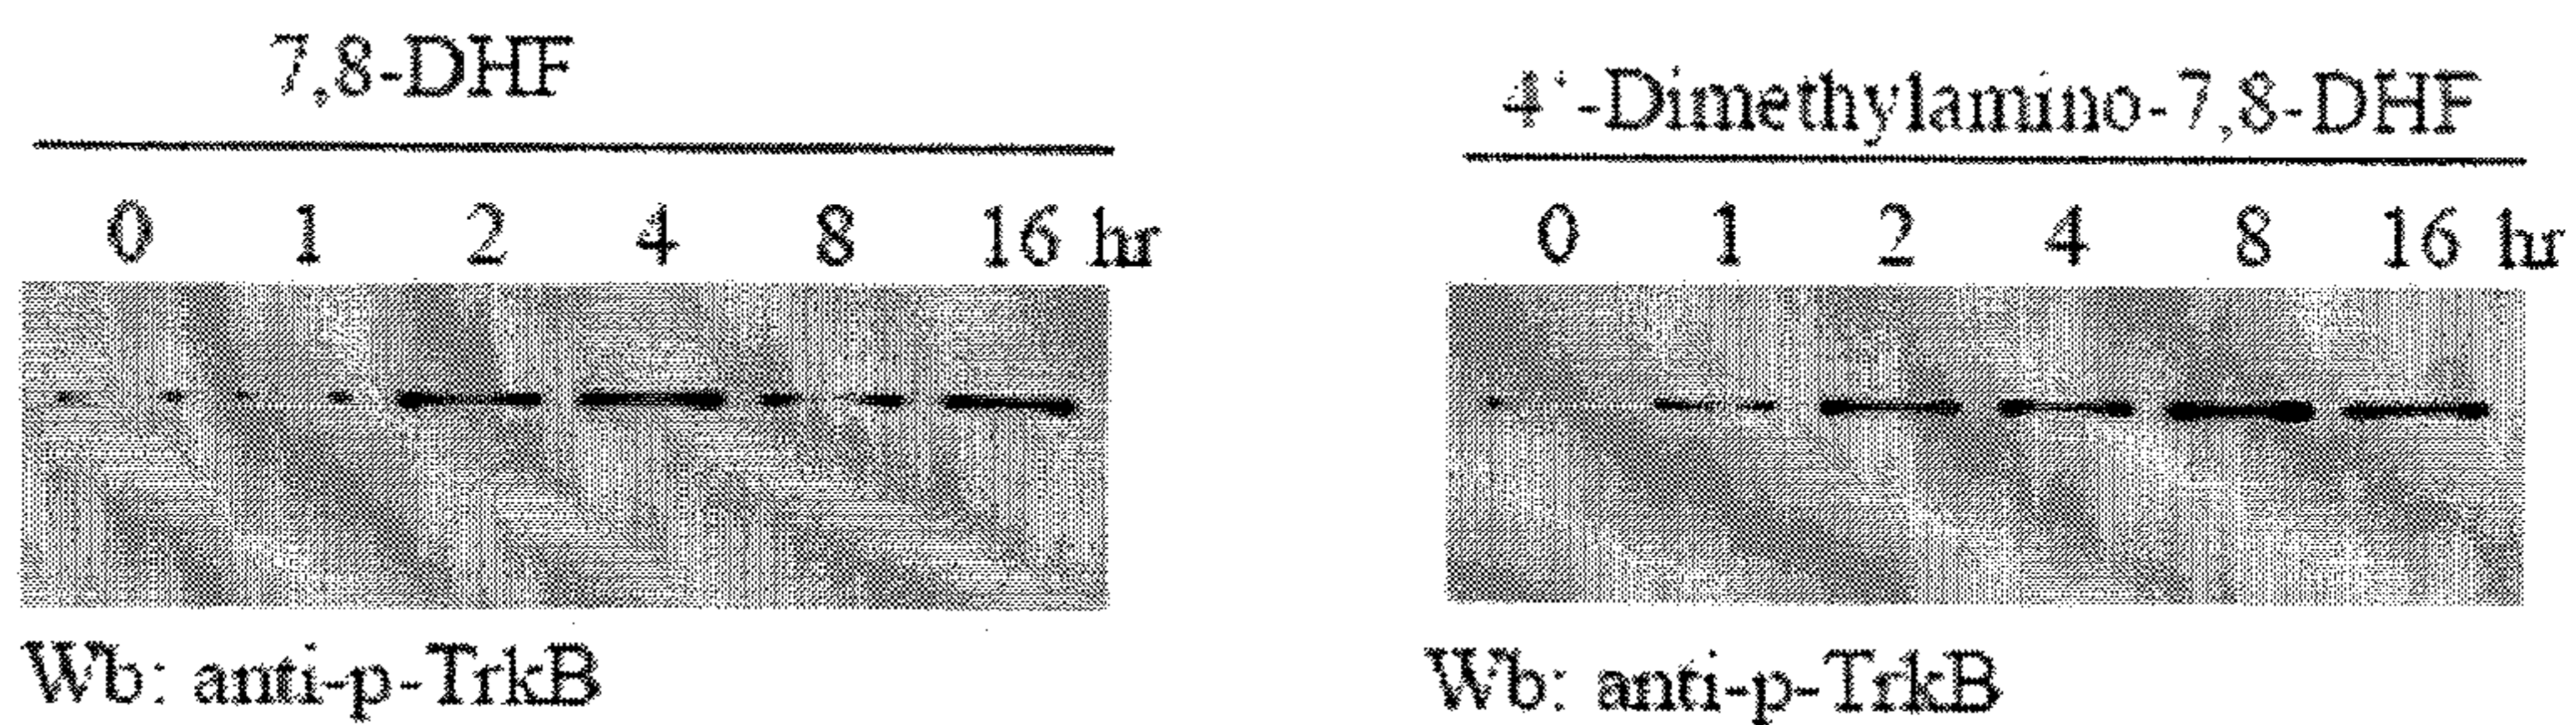 7,8-DHF
0 1 2 4 8 16 hr
Wb: anti-p-TrkB
4'-Dimethylamino-7,8-DHF
0 1 2 4 8 16 hr
Wb: anti-p-TrkB